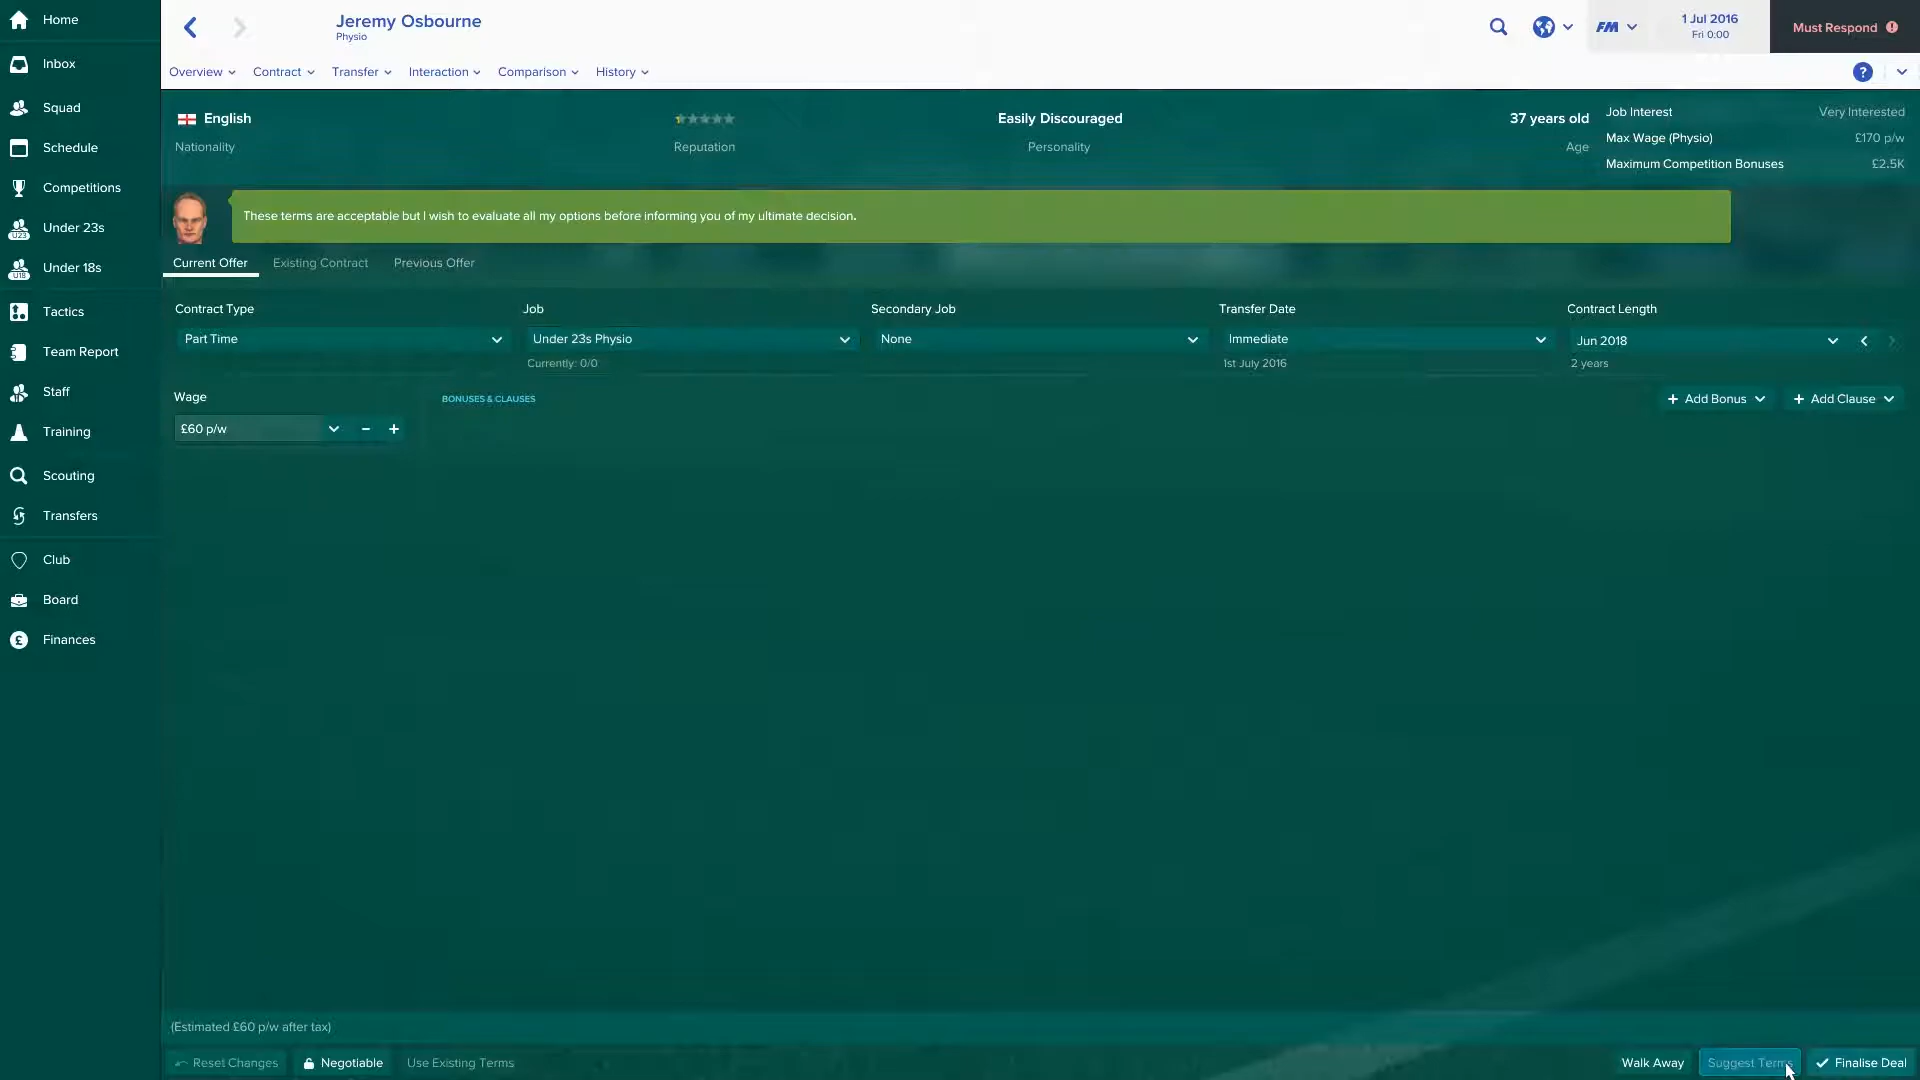 Home
Inbox
Squad
Schedule
Competitions
Under 23s
Under 18s
Tactics
Team Report
Staff
Training
Scouting
Transfers
Club
Board
Finances
Jeremy Osbourne
Physio
FM
1 Jul 2016
Fri 0:00
Must Respond
Overview
Contract
Transfer
Interaction
Comparison
History
?
English
Nationality
Reputation
Easily Discouraged
Personality
37 years old
Age
Job Interest Very Interested
Max Wage (Physio) £170 p/w
Maximum Competition Bonuses £2.5K
These terms are acceptable but I wish to evaluate all my options before informing you of my ultimate decision.
Current Offer
Existing Contract
Previous Offer
Contract Type
Part Time
Job
Under 23s Physio
Currently: 0/0
Secondary Job
None
Transfer Date
Immediate
1st July 2016
Contract Length
Jun 2018
2 years
Wage
£60 p/w
BONUSES & CLAUSES
+ Add Bonus
+ Add Clause
(Estimated £60 p/w after tax)
Reset Changes
Negotiable
Use Existing Terms
Walk Away
Suggest Terms
Finalise Deal